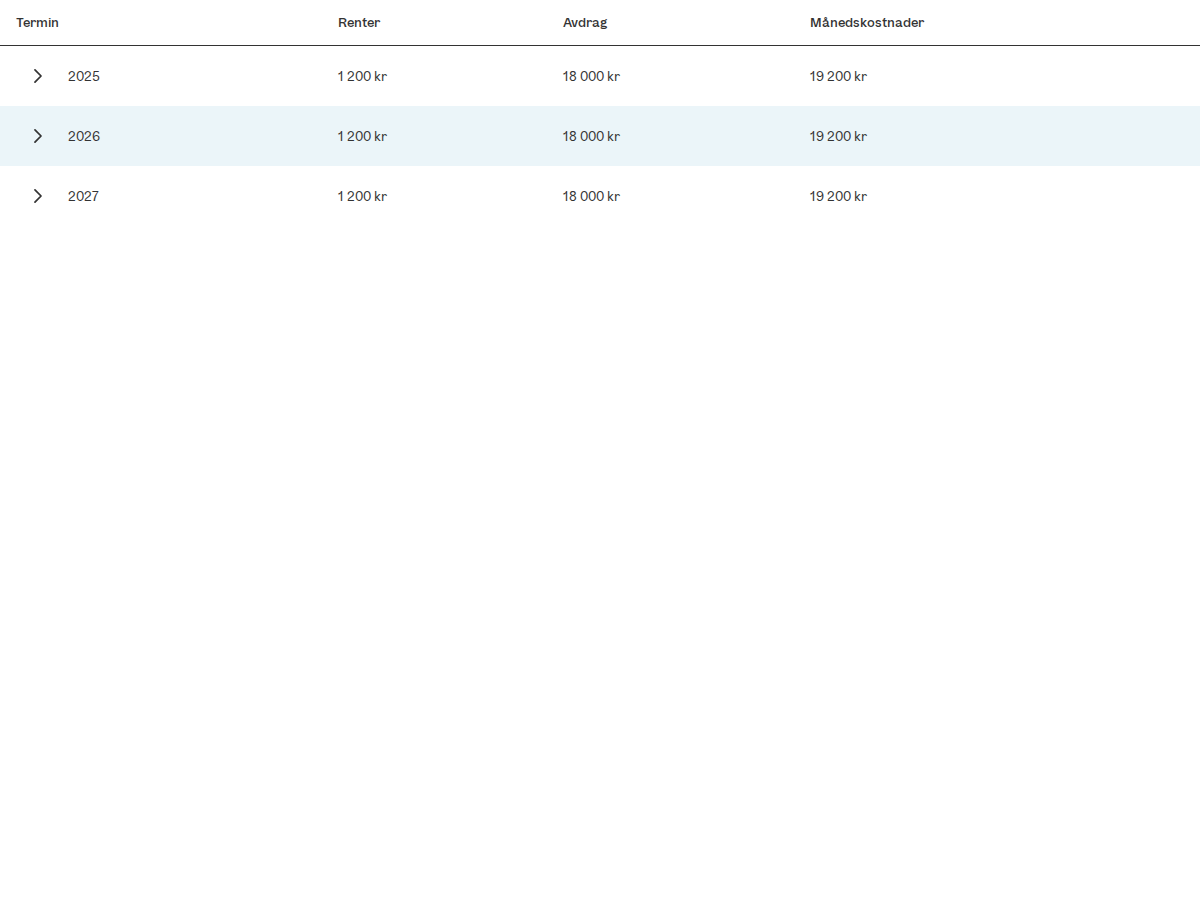 Termin Renter Avdrag Månedskostnader
2025 1 200 kr 18 000 kr 19 200 kr
2026 1 200 kr 18 000 kr 19 200 kr
2027 1 200 kr 18 000 kr 19 200 kr